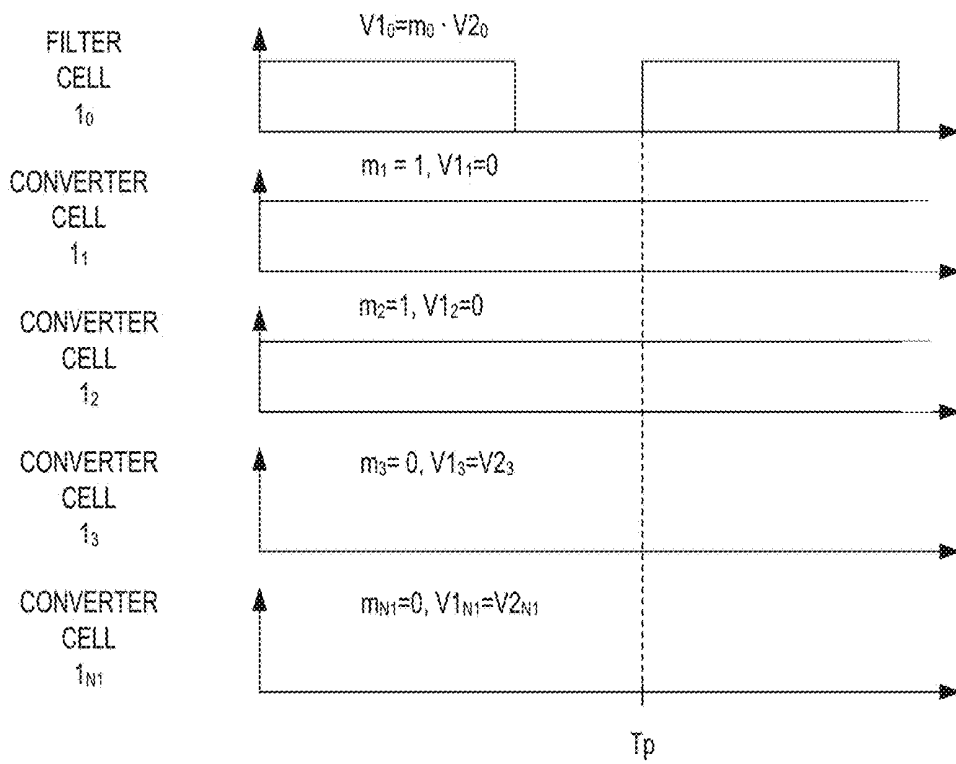 FILTER
CELL
1₀
V1₀=m₀ · V2₀
CONVERTER
CELL
1₁
m₁ = 1, V1₁=0
CONVERTER
CELL
1₂
m₂=1, V1₂=0
CONVERTER
CELL
1₃
m₃= 0, V1₃=V2₃
CONVERTER
CELL
1ₙ₁
mₙ₁=0, V1ₙ₁=V2ₙ₁
Tp